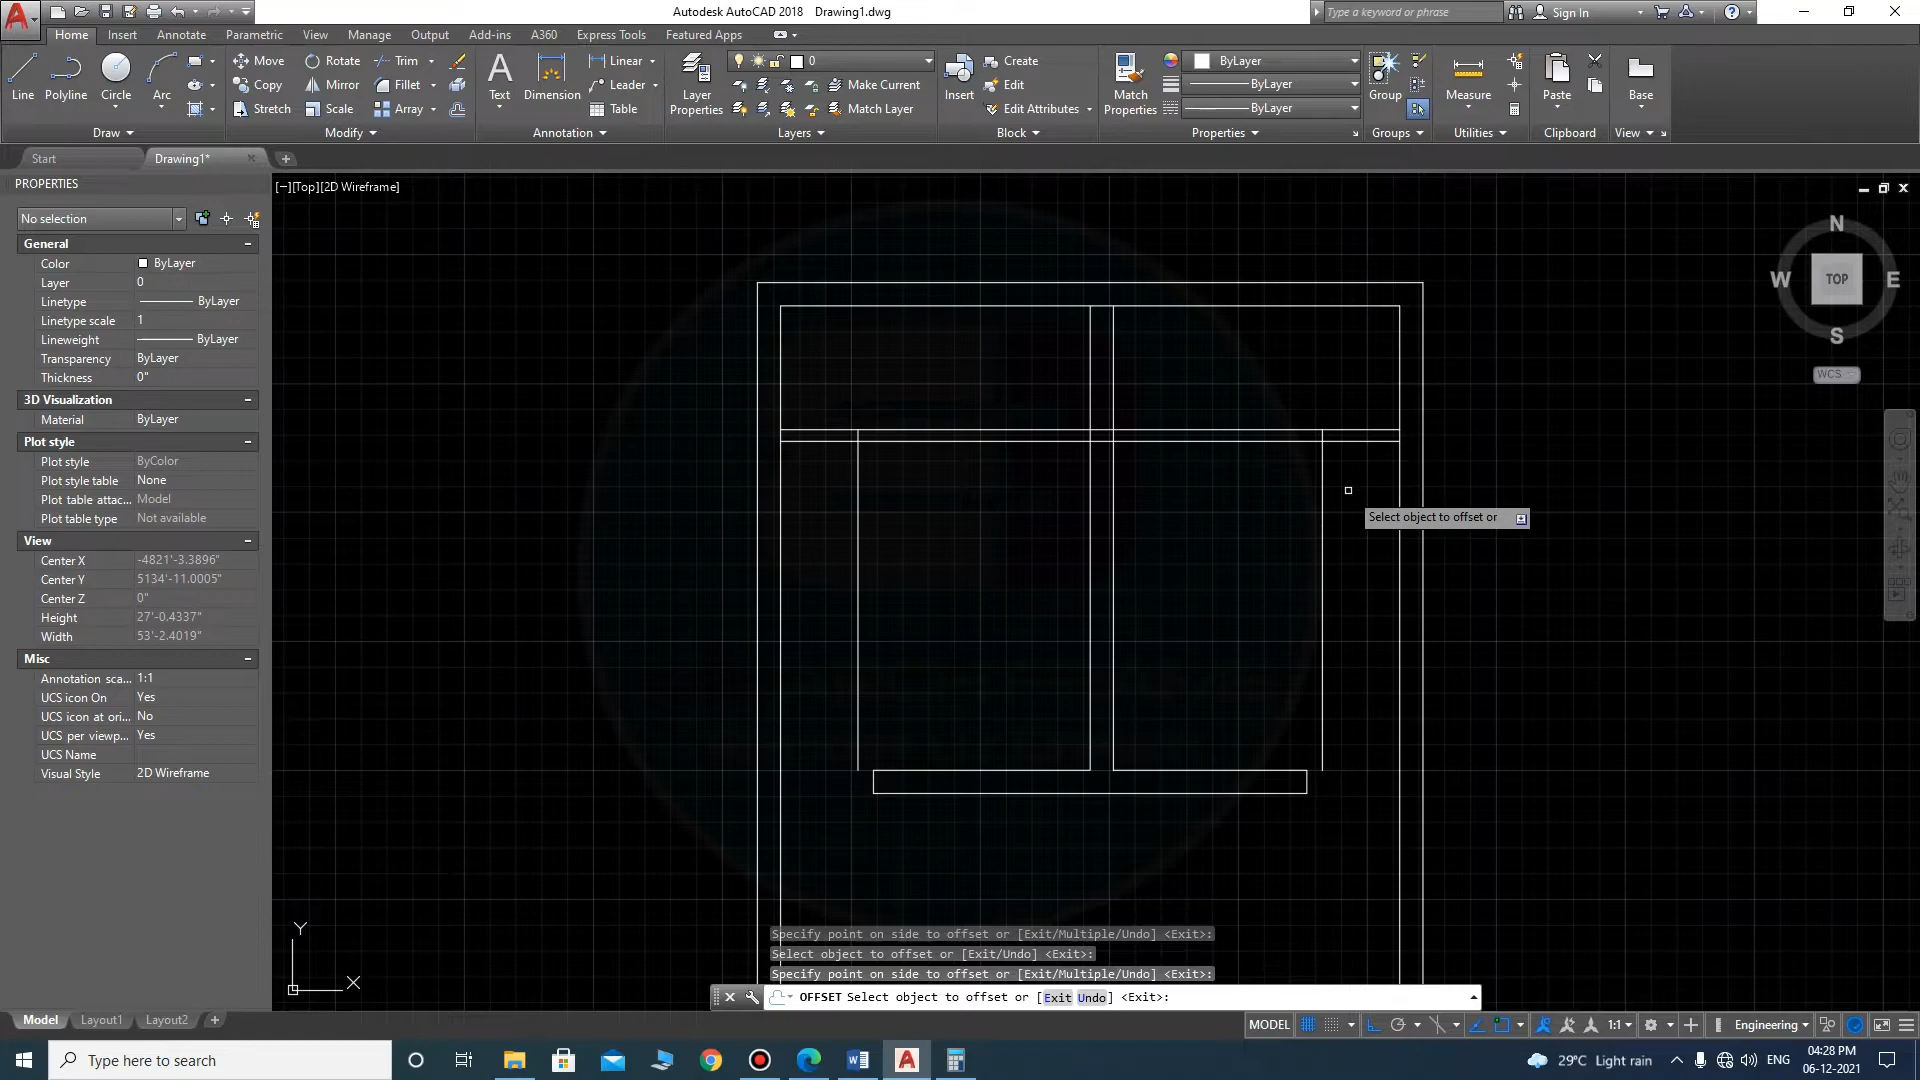 Autodesk AutoCAD 2018 Drawing1.dwg
Type a keyword or phrase
Sign In
Home Insert Annotate Parametric View Manage Output Add-ins A360 Express Tools Featured Apps
Line Polyline Circle Arc
Move Rotate Trim
Copy Mirror Fillet
Stretch Scale Array
Text Dimension
Linear
Leader
Table
Layer Properties
0
Make Current
Match Layer
Insert
Create
Edit
Edit Attributes
Match Properties
ByLayer
ByLayer
ByLayer
Group
Measure
Paste
Base
Draw Modify Annotation Layers Block Properties Groups Utilities Clipboard View
Start Drawing1*
PROPERTIES
[−][Top][2D Wireframe]
No selection
General
Color ByLayer
Layer 0
Linetype ByLayer
Linetype scale 1
Lineweight ByLayer
Transparency ByLayer
Thickness 0"
3D Visualization
Material ByLayer
Plot style
Plot style ByColor
Plot style table None
Plot table attac... Model
Plot table type Not available
View
Center X -4821'-3.3896"
Center Y 5134'-11.0005"
Center Z 0"
Height 27'-0.4337"
Width 53'-2.4019"
Misc
Annotation sca... 1:1
UCS icon On Yes
UCS icon at ori... No
UCS per viewp... Yes
UCS Name
Visual Style 2D Wireframe
N
W TOP E
S
WCS
Select object to offset or
Y
X
Specify point on side to offset or [Exit/Multiple/Undo] <Exit>:
Select object to offset or [Exit/Undo] <Exit>:
Specify point on side to offset or [Exit/Multiple/Undo] <Exit>:
OFFSET Select object to offset or [Exit Undo] <Exit>:
Model Layout1 Layout2
MODEL 1:1 Engineering
Type here to search
29°C Light rain
ENG
04:28 PM
06-12-2021